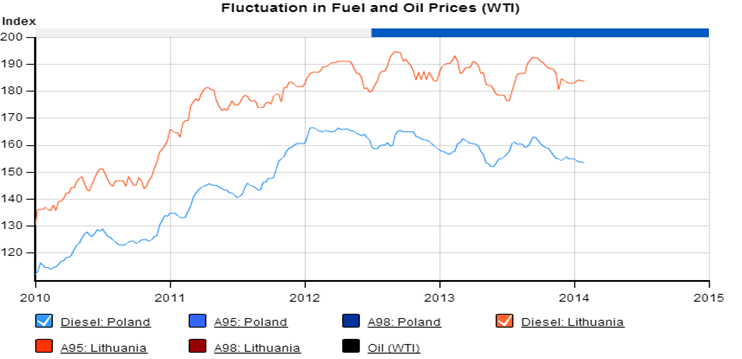 Fluctuation in Fuel and Oil Prices (WTI)
Index
200
190
180
170
160
150
140
130
120
2010 2011 2012 2013 2014 2015
Diesel: Poland A95: Poland A98: Poland Diesel: Lithuania
A95: Lithuania A98: Lithuania Oil (WTI)